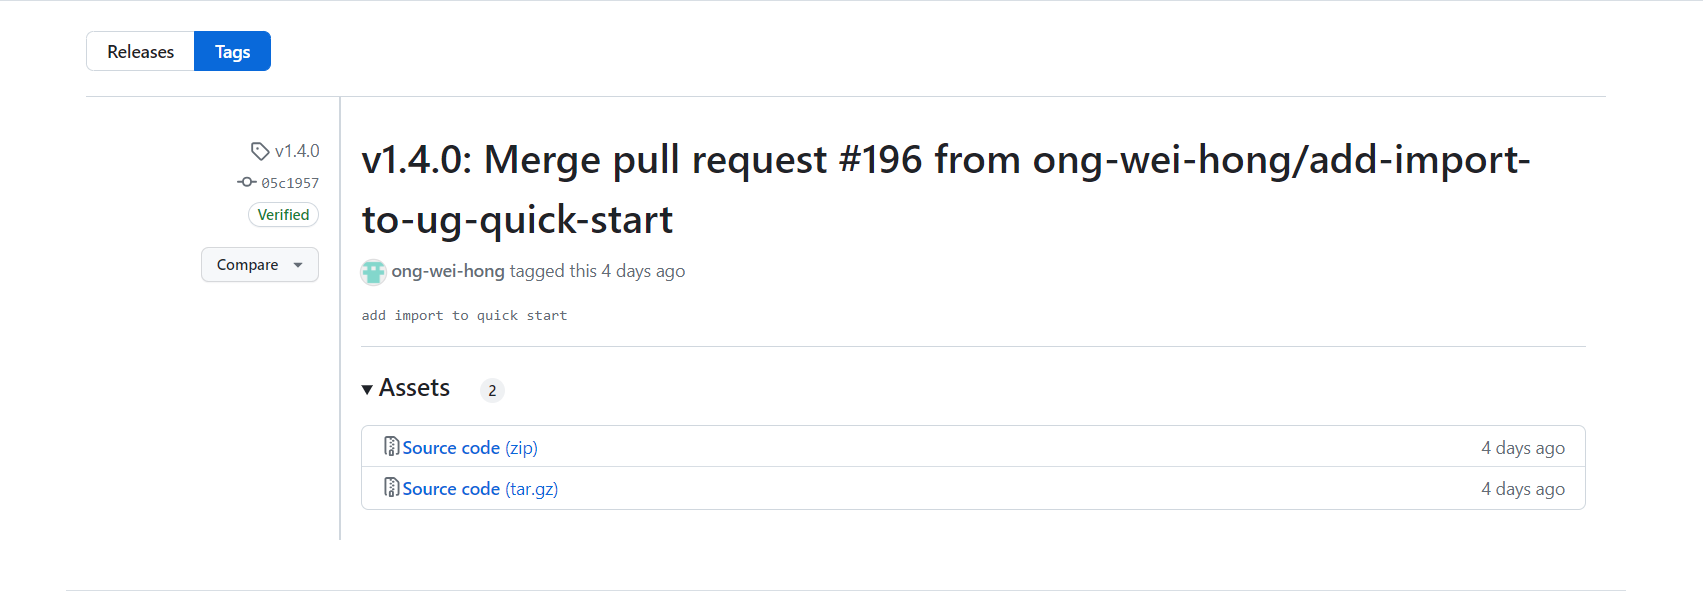 Releases
Tags
v1.4.0
05c1957
Verified
Compare
v1.4.0: Merge pull request #196 from ong-wei-hong/add-import-
to-ug-quick-start
ong-wei-hong tagged this 4 days ago
add import to quick start
Assets 2
Source code (zip) 4 days ago
Source code (tar.gz) 4 days ago